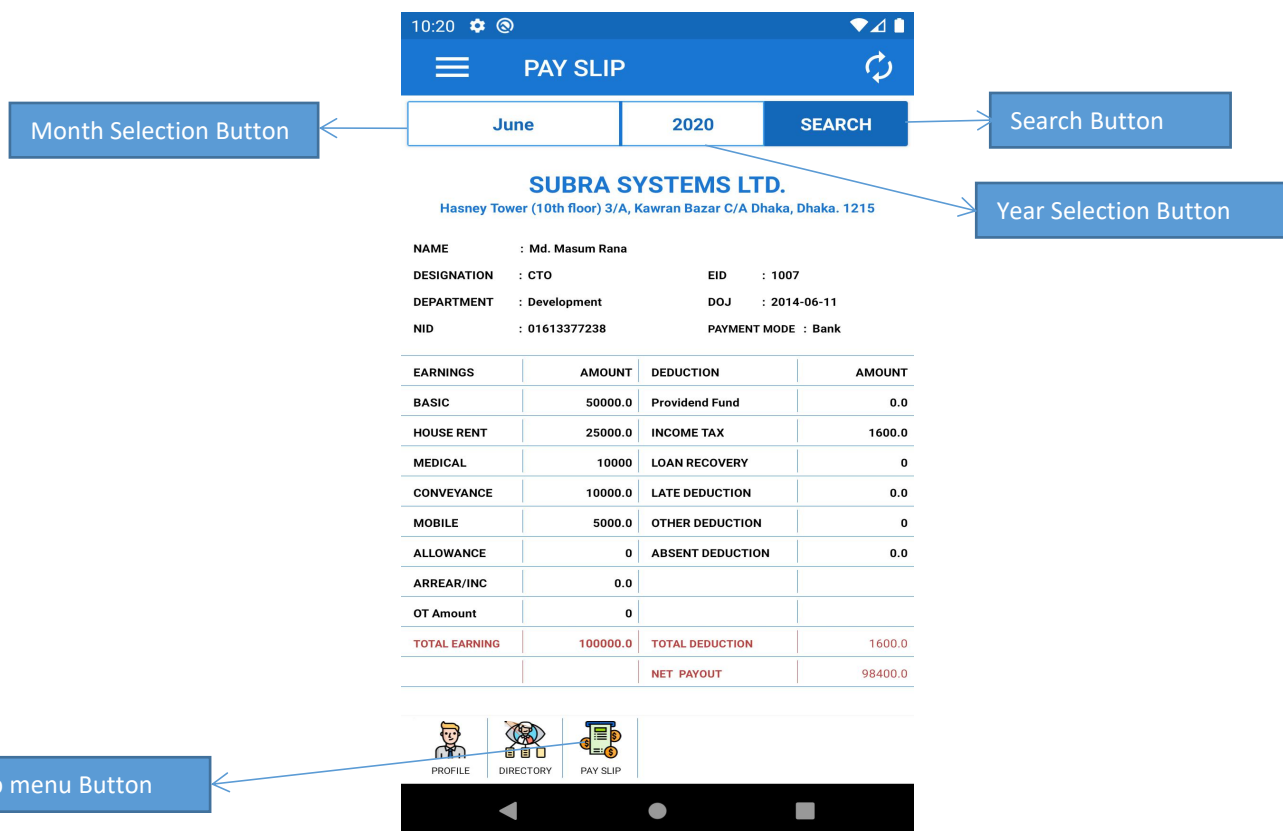 10:20
PAY SLIP
Month Selection Button
June 2020 SEARCH
Search Button
Year Selection Button
SUBRA SYSTEMS LTD.
Hasney Tower (10th floor) 3/A, Kawran Bazar C/A Dhaka, Dhaka. 1215
NAME : Md. Masum Rana
DESIGNATION : CTO EID : 1007
DEPARTMENT : Development DOJ : 2014-06-11
NID : 01613377238 PAYMENT MODE : Bank
EARNINGS AMOUNT DEDUCTION AMOUNT
BASIC 50000.0 Providend Fund 0.0
HOUSE RENT 25000.0 INCOME TAX 1600.0
MEDICAL 10000 LOAN RECOVERY 0
CONVEYANCE 10000.0 LATE DEDUCTION 0.0
MOBILE 5000.0 OTHER DEDUCTION 0
ALLOWANCE 0 ABSENT DEDUCTION 0.0
ARREAR/INC 0.0
OT Amount 0
TOTAL EARNING 100000.0 TOTAL DEDUCTION 1600.0
NET PAYOUT 98400.0
PROFILE DIRECTORY PAY SLIP
menu Button